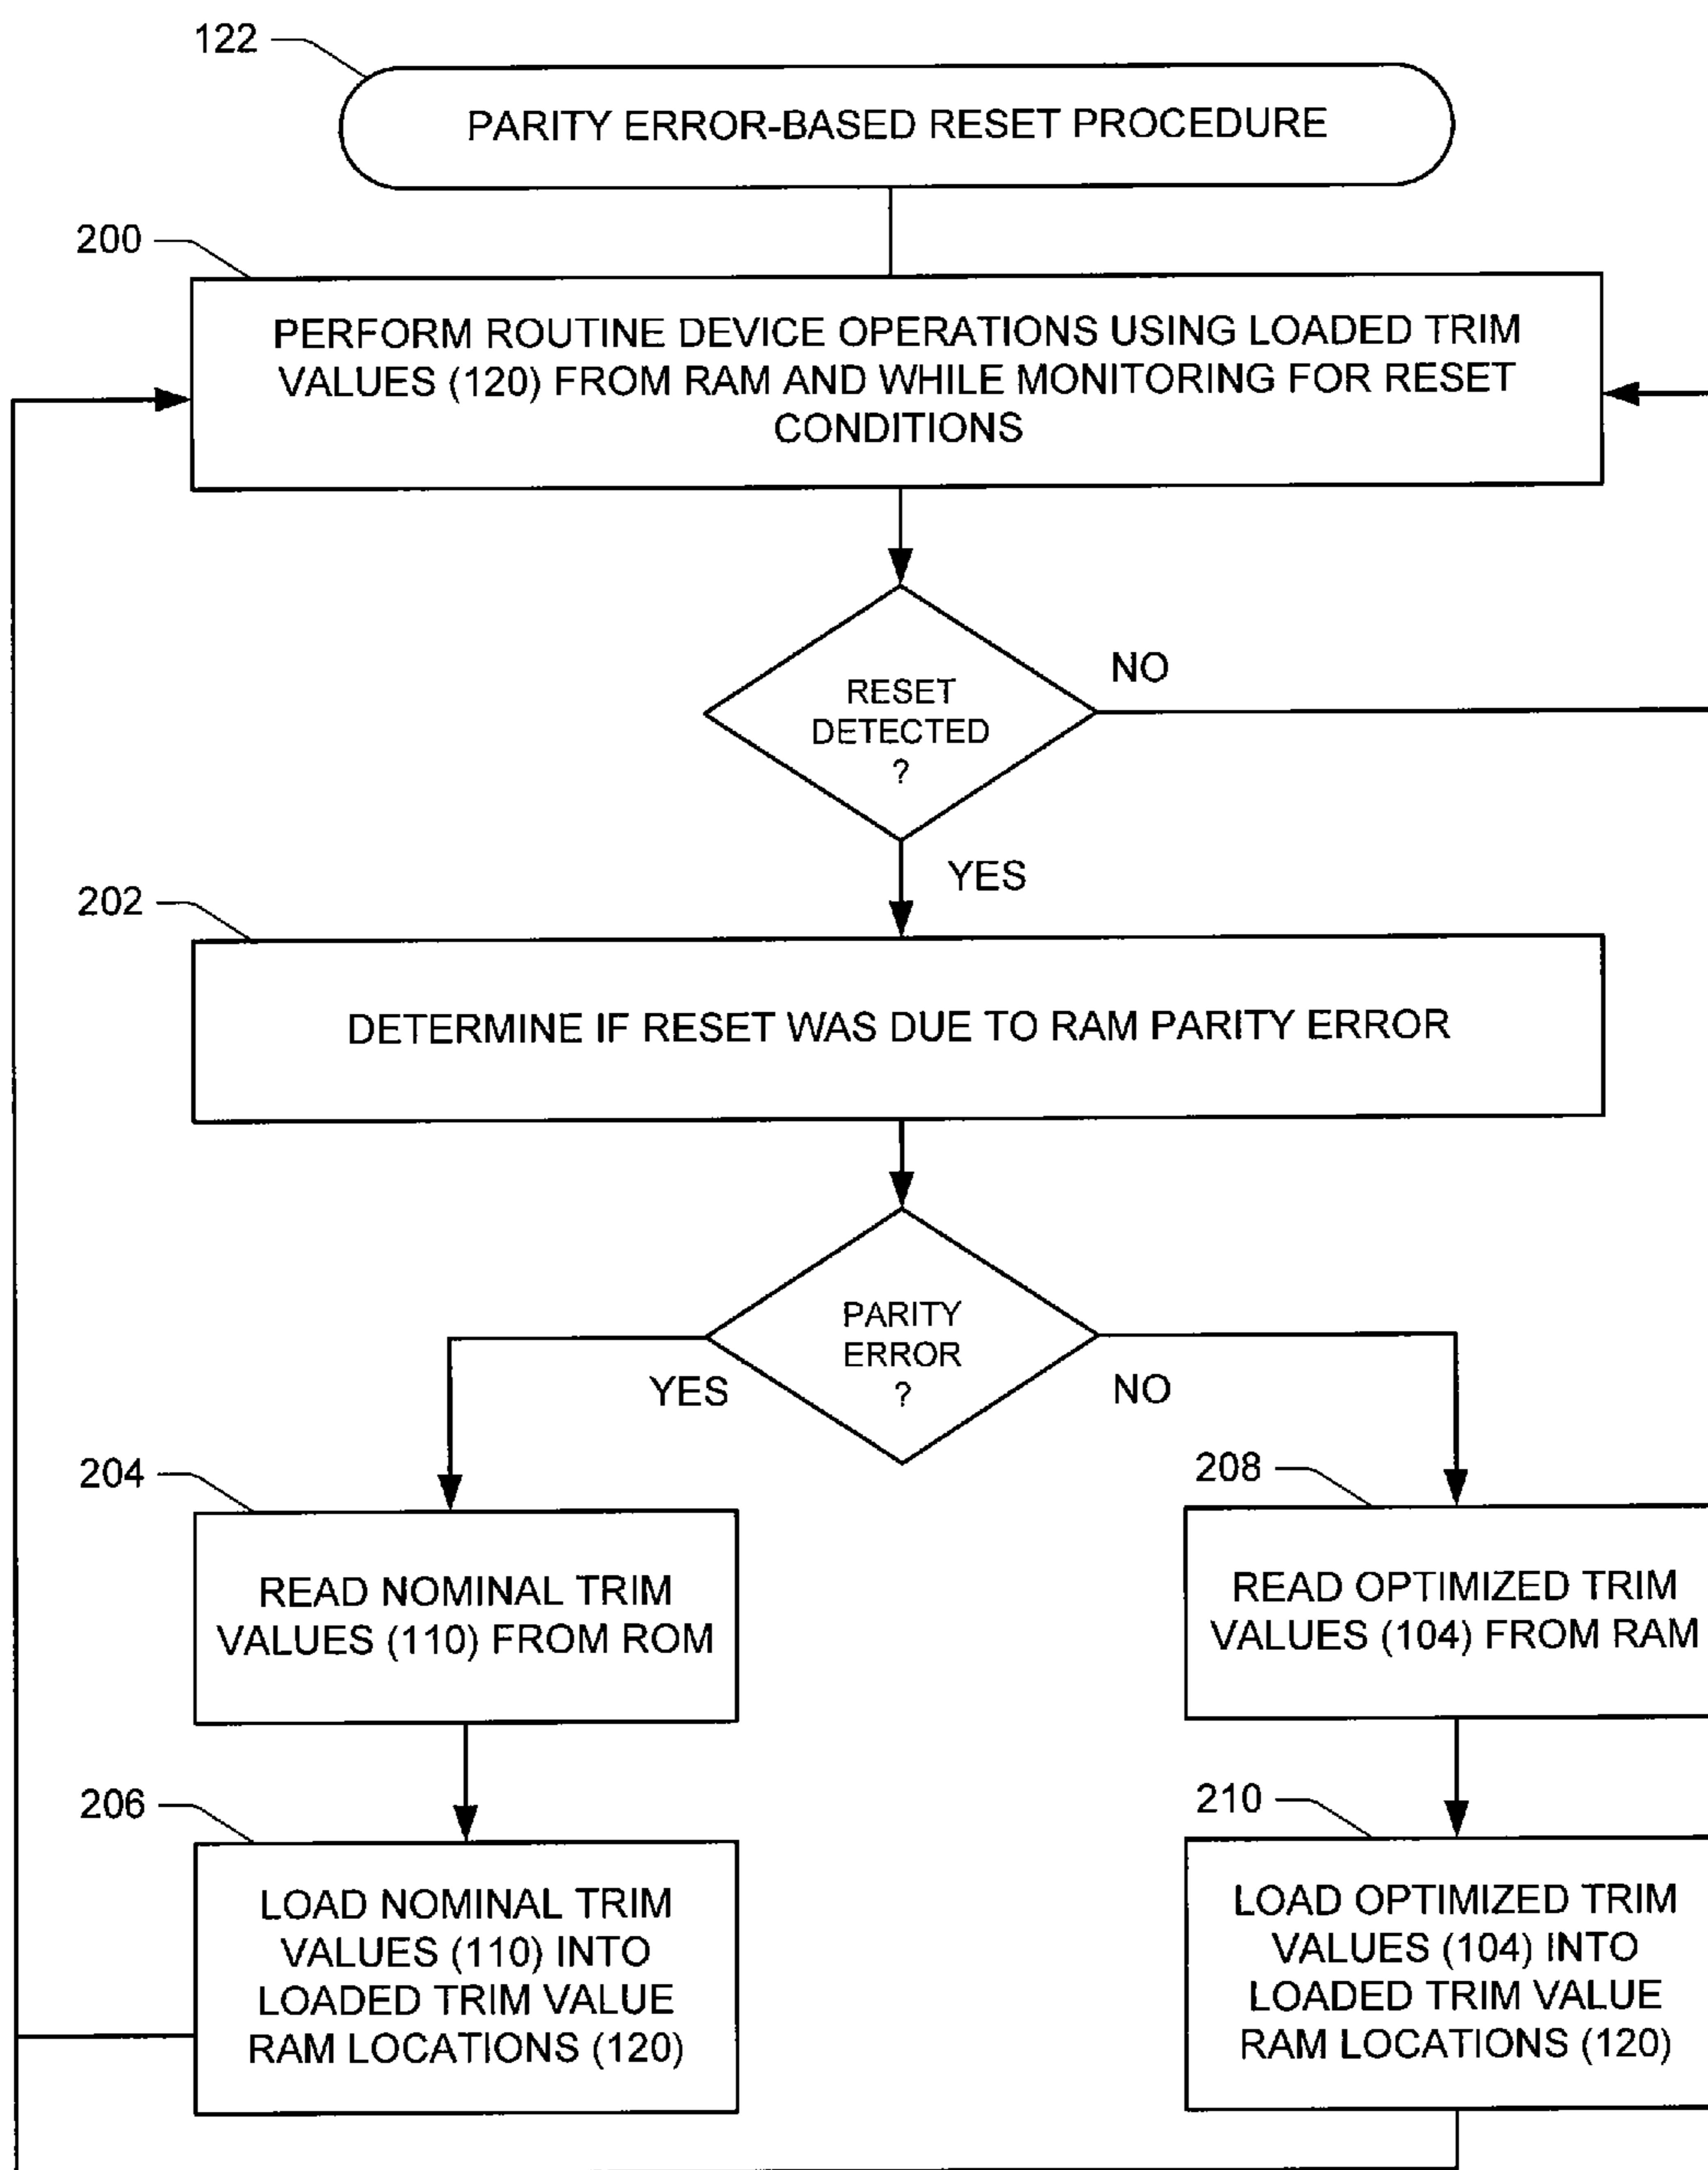 122
PARITY ERROR-BASED RESET PROCEDURE
200
PERFORM ROUTINE DEVICE OPERATIONS USING LOADED TRIM
VALUES (120) FROM RAM AND WHILE MONITORING FOR RESET
CONDITIONS
RESET
DETECTED
?
NO
YES
202
DETERMINE IF RESET WAS DUE TO RAM PARITY ERROR
PARITY
ERROR
?
YES
NO
204
READ NOMINAL TRIM
VALUES (110) FROM ROM
208
READ OPTIMIZED TRIM
VALUES (104) FROM RAM
206
LOAD NOMINAL TRIM
VALUES (110) INTO
LOADED TRIM VALUE
RAM LOCATIONS (120)
210
LOAD OPTIMIZED TRIM
VALUES (104) INTO
LOADED TRIM VALUE
RAM LOCATIONS (120)